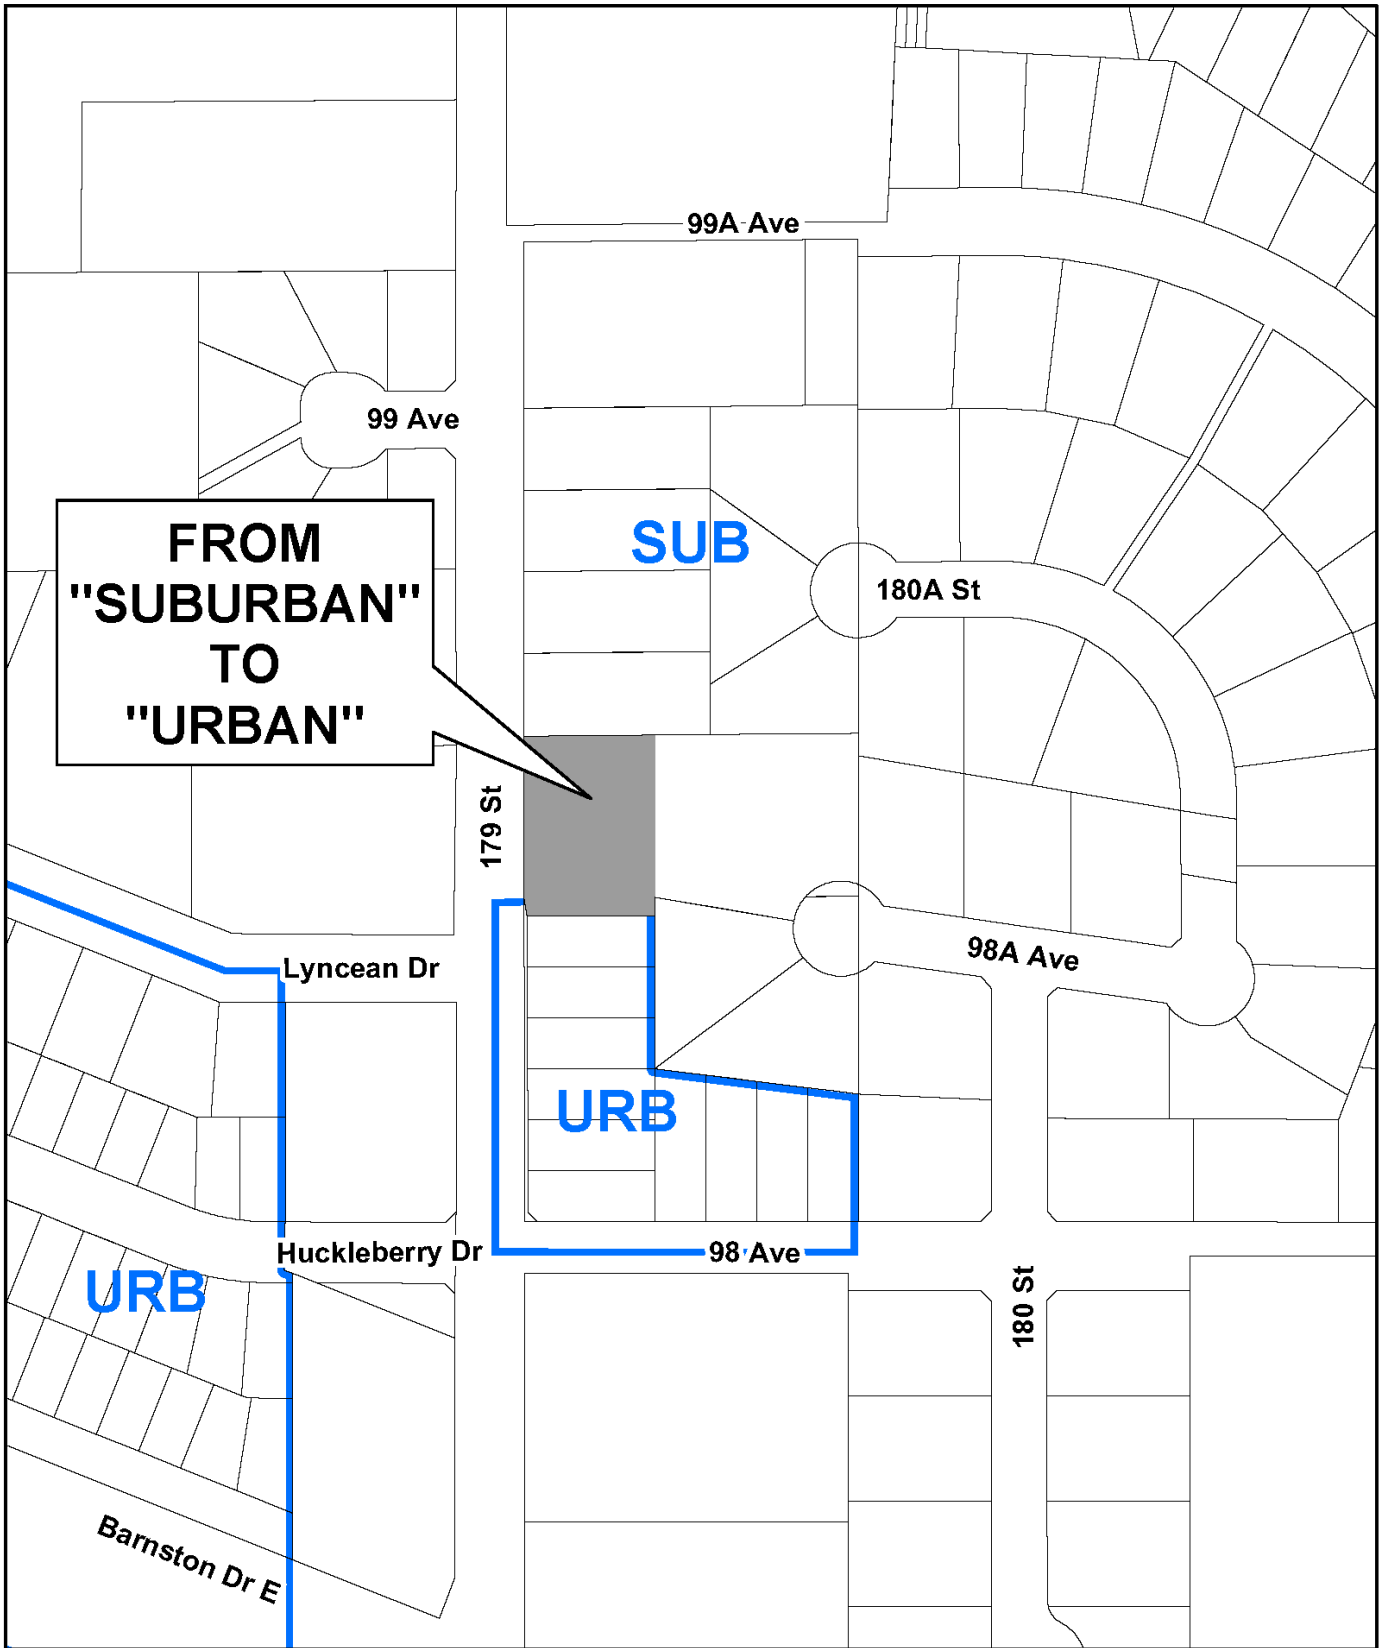 99A Ave
99 Ave
FROM
"SUBURBAN"
TO
"URBAN"
SUB
180A St
179 St
98A Ave
Lyncean Dr
URB
Huckleberry Dr
98 Ave
URB
180 St
Barnston Dr E